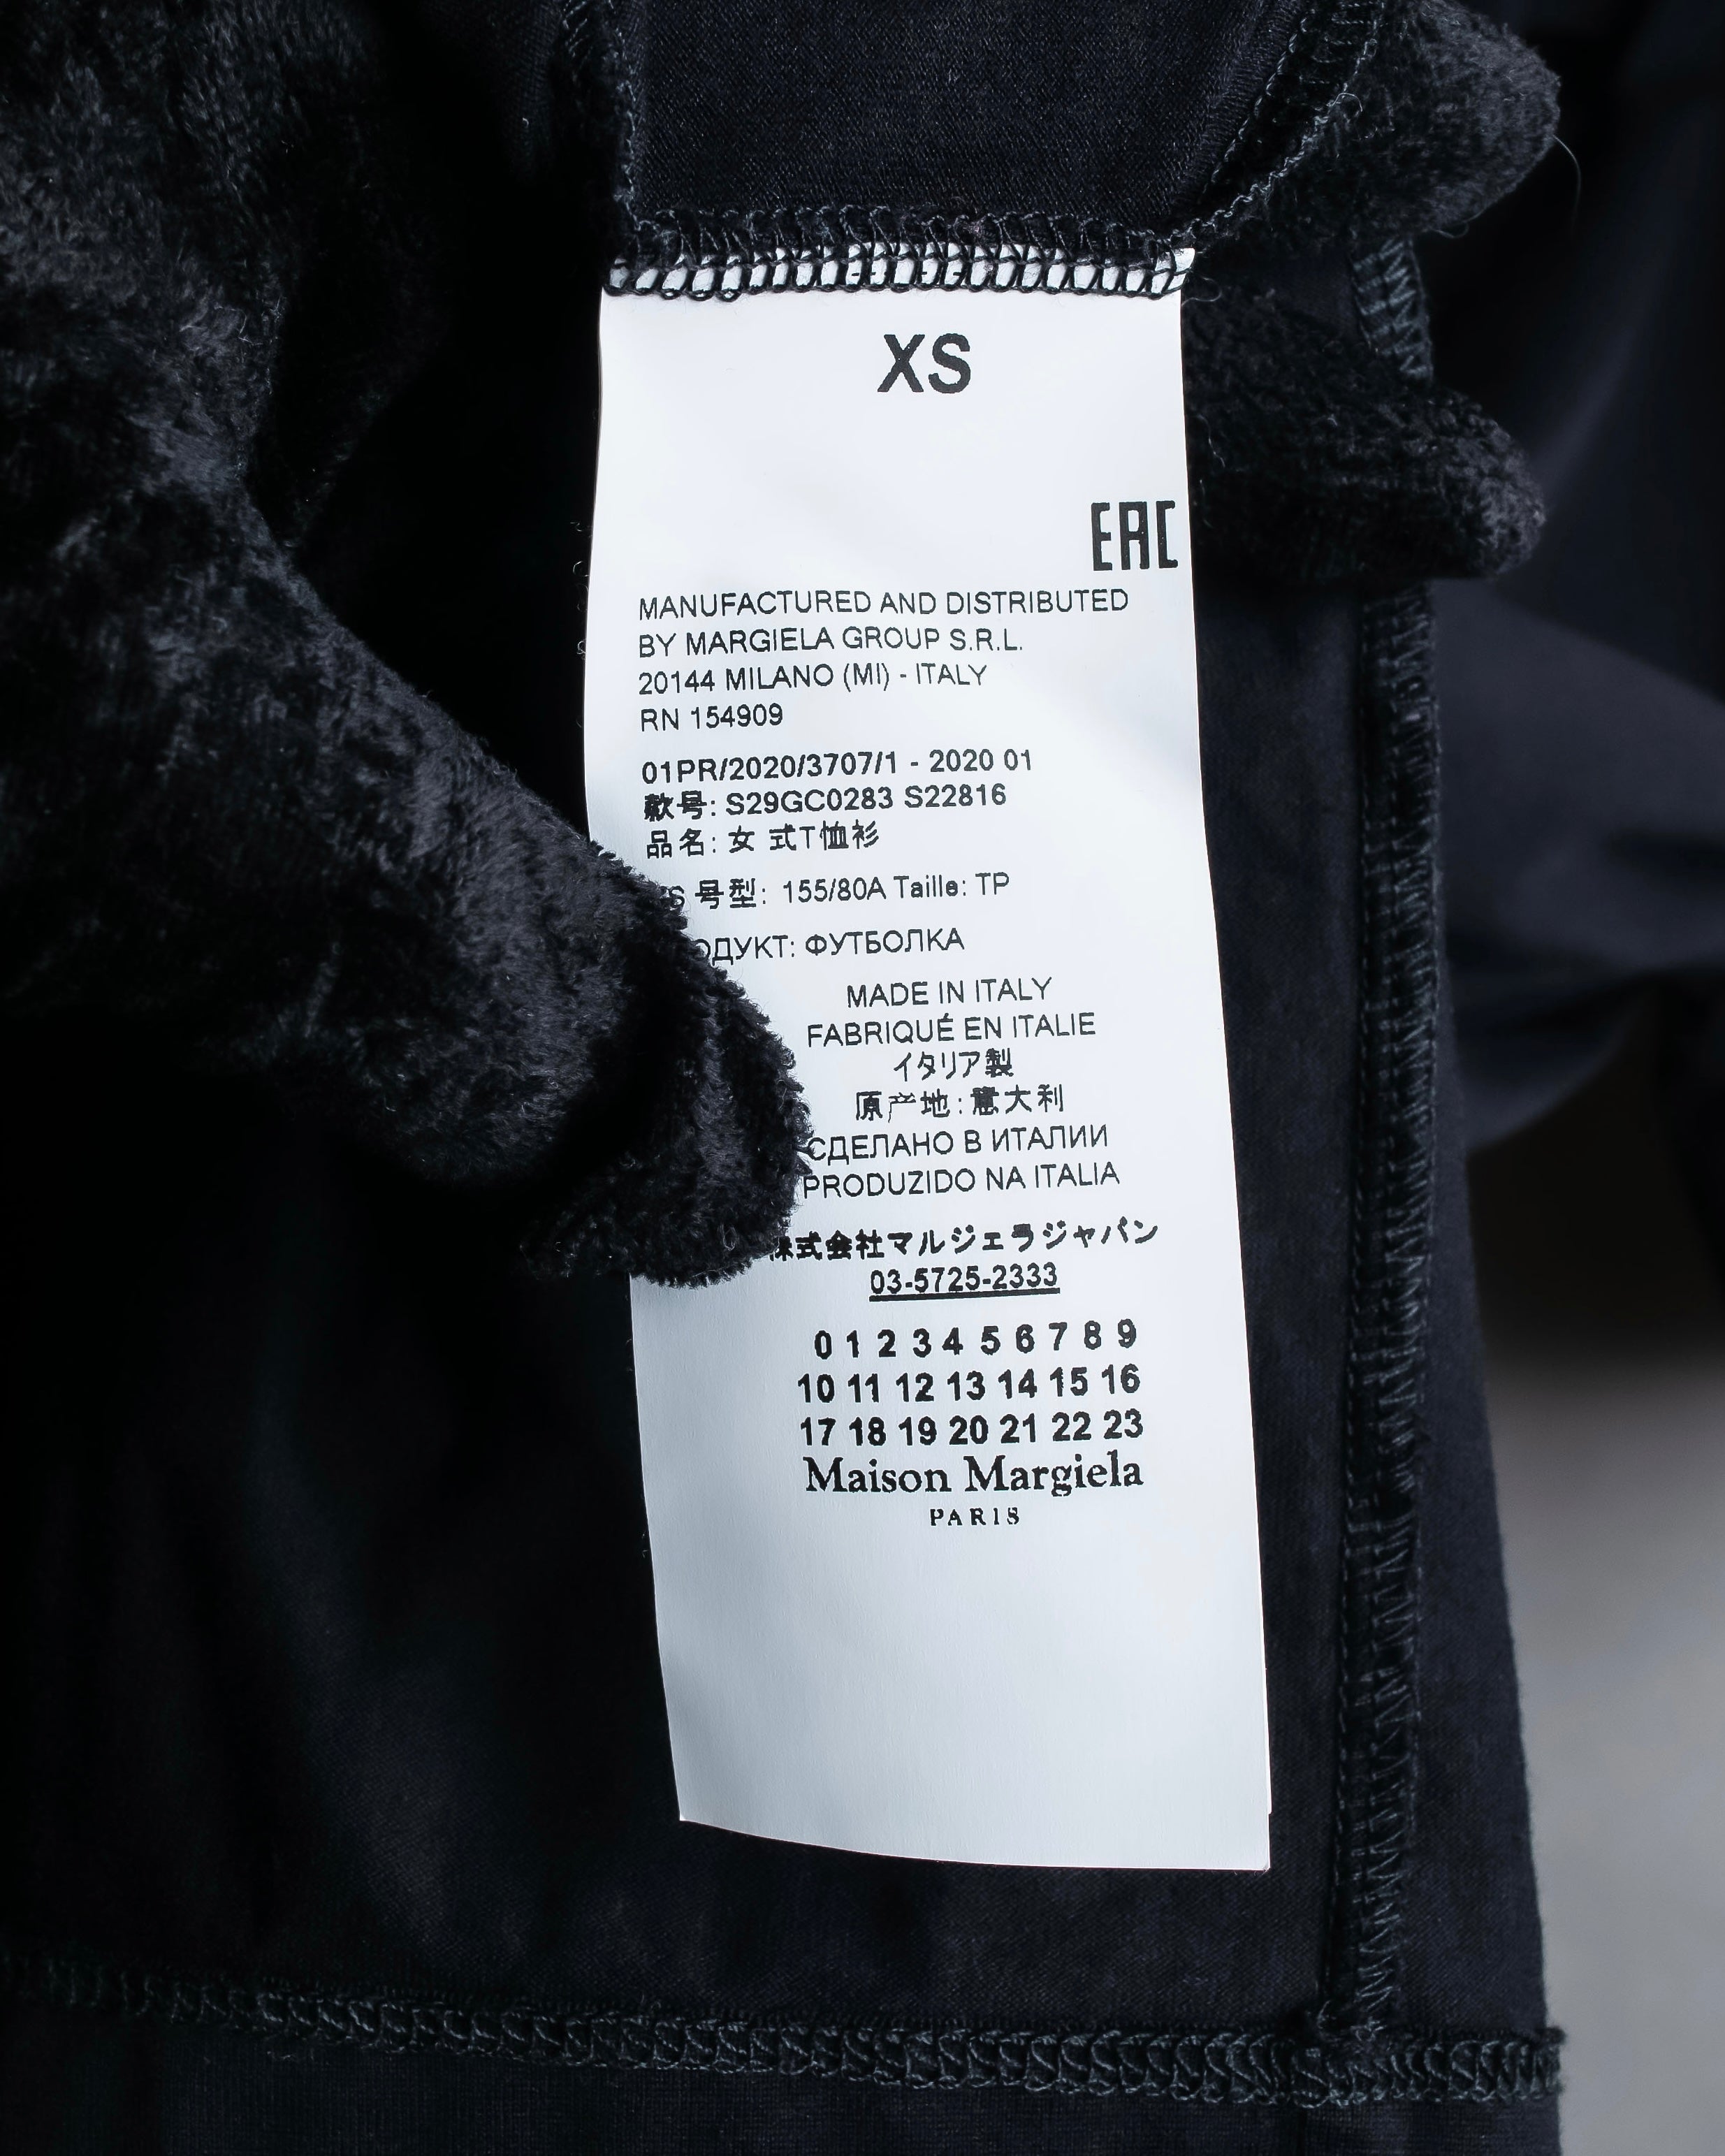 XS
EAC
MANUFACTURED AND DISTRIBUTED
BY MARGIELA GROUP S.R.L.
20144 MILANO (MI) - ITALY
RN 154909
01PR/2020/3707/1 - 2020 01
款号: S29GC0283 S22816
品名: 女 式T恤衫
号型: 155/80A Taille: TP
ФУТБОЛКА
MADE IN ITALY
FABRIQUÉ EN ITALIE
イタリア製
原产地: 意大利
СДЕЛАНО В ИТАЛИИ
PRODUZIDO NA ITALIA
株式会社マルジェラジャパン
03-5725-2333
0 1 2 3 4 5 6 7 8 9
10 11 12 13 14 15 16
17 18 19 20 21 22 23
Maison Margiela
PARIS